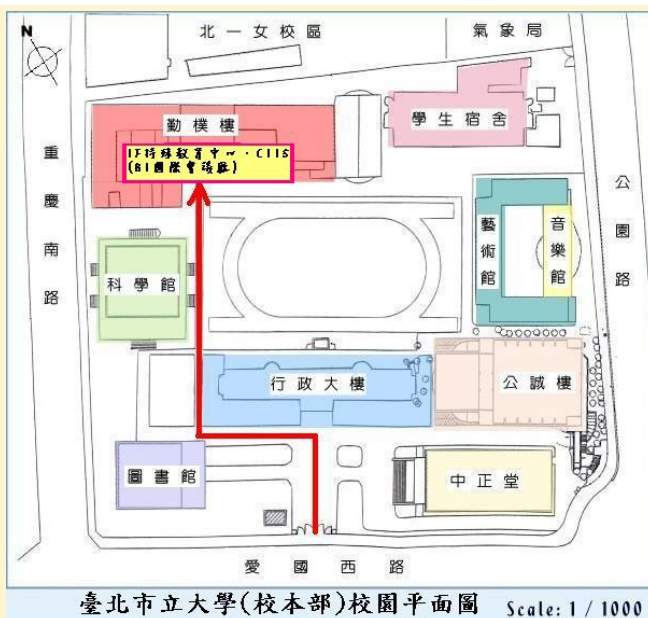 N
北一女校區
氣象局
勤樸樓
1F特殊教育中心·C115
(B1國際會議廳)
學生宿舍
重慶南路
公園路
科學館
藝術館
音樂館
行政大樓
公誠樓
圖書館
中正堂
愛國西路
臺北市立大學(校本部)校園平面圖 Scale: 1 / 1000